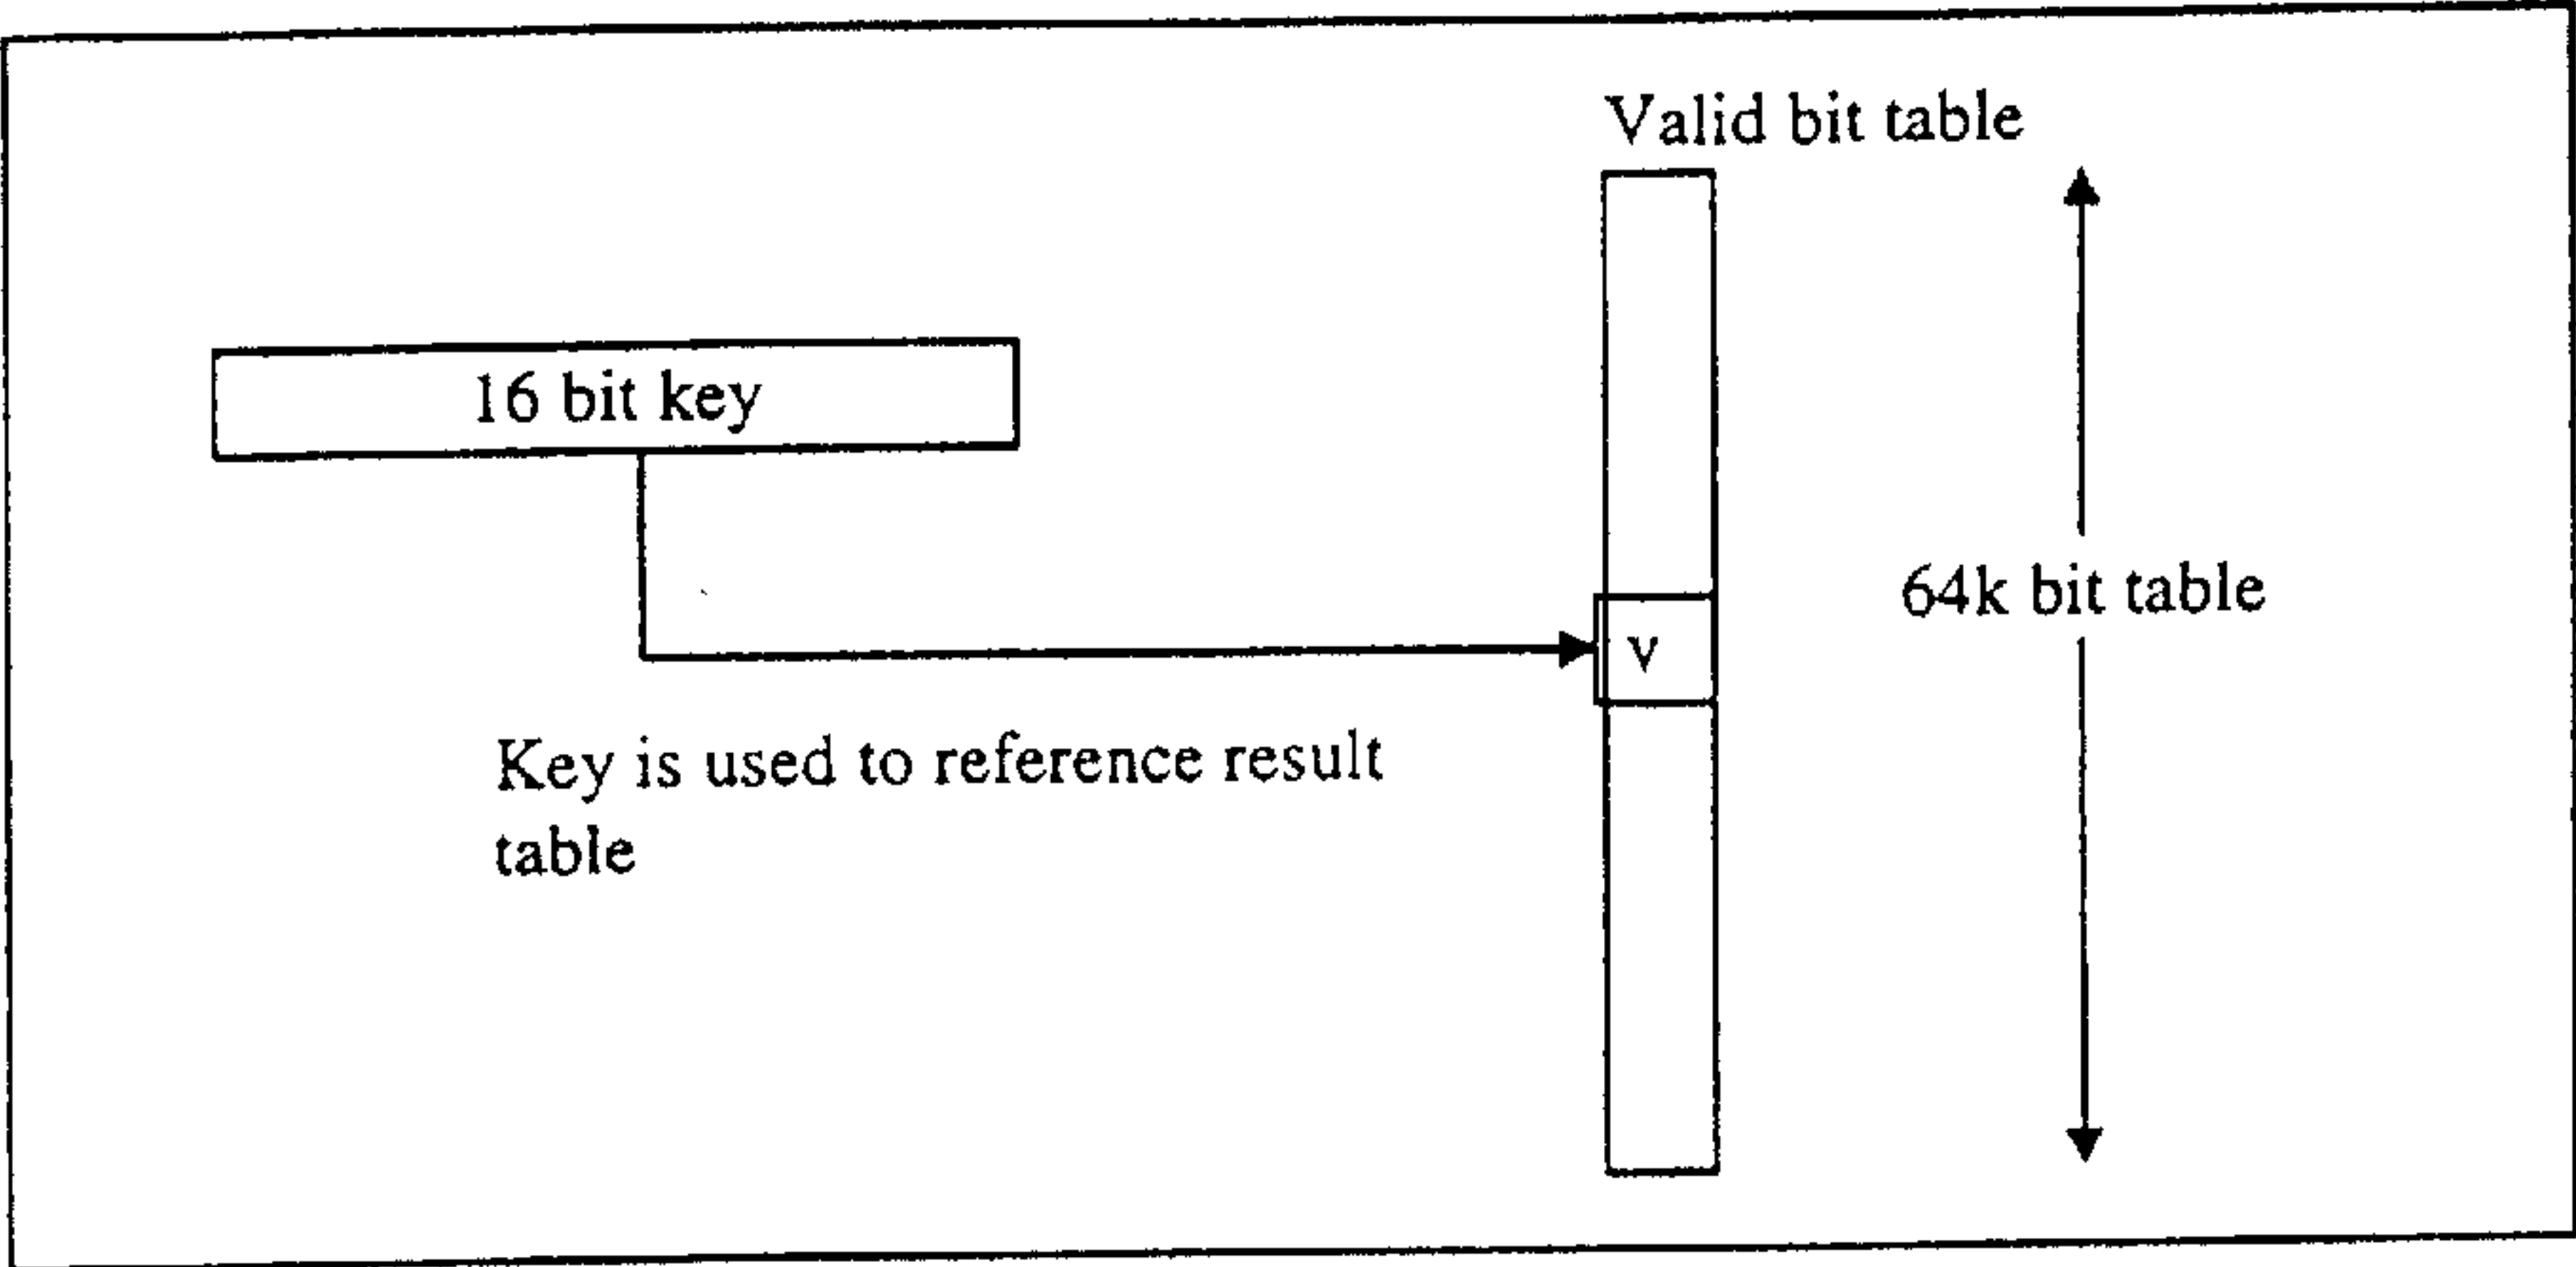 Valid bit table
16 bit key
64k bit table
v
Key is used to reference result
table